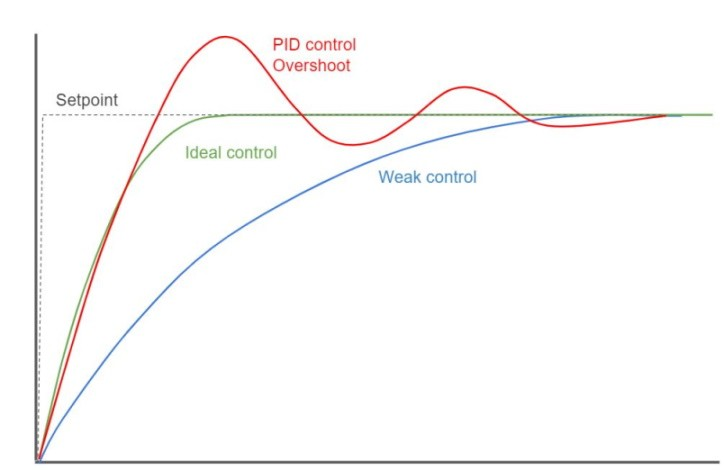 PID control
Overshoot
Setpoint
Ideal control
Weak control